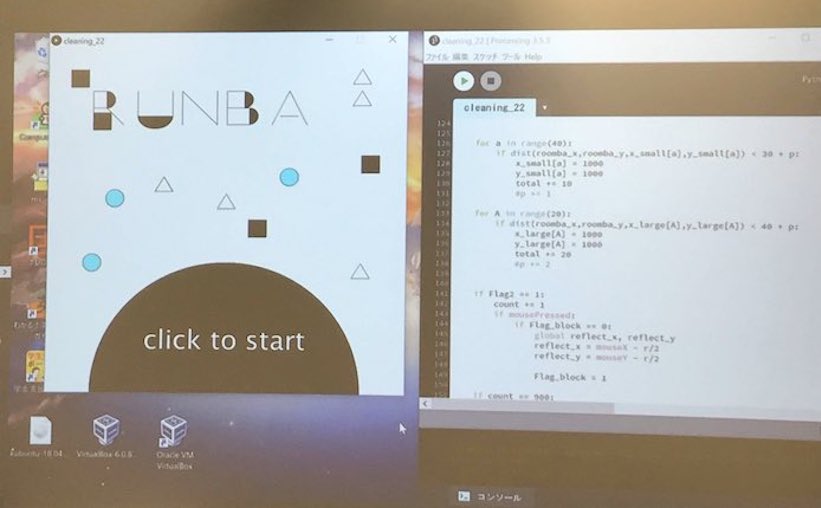 cleaning_22
RUNBA
click to start
VirtualBox-6.0.8
Oracle VM
VirtualBox
cleaning_22 | Processing 3.5.3
ファイル 編集 スケッチ ツール Help
cleaning_22
124
125
126 for a in range(40):
127 if dist(roomba_x,roomba_y,x_small[a],y_small[a]) < 30 + p:
128 x_small[a] = 1000
129 y_small[a] = 1000
130 total += 10
131 #p += 1
132
133 for A in range(20):
134 if dist(roomba_x,roomba_y,x_large[A],y_large[A]) < 40 + p:
135 x_large[A] = 1000
136 y_large[A] = 1000
137 total += 20
138 #p += 2
139
140
141 if Flag2 == 1:
142 count += 1
143 if mousePressed:
144 if Flag_block == 0:
145 global reflect_x, reflect_y
146 reflect_x = mouseX - r/2
147 reflect_y = mouseY - r/2
148
149 Flag_block = 1
150
if count == 900:
コンソール